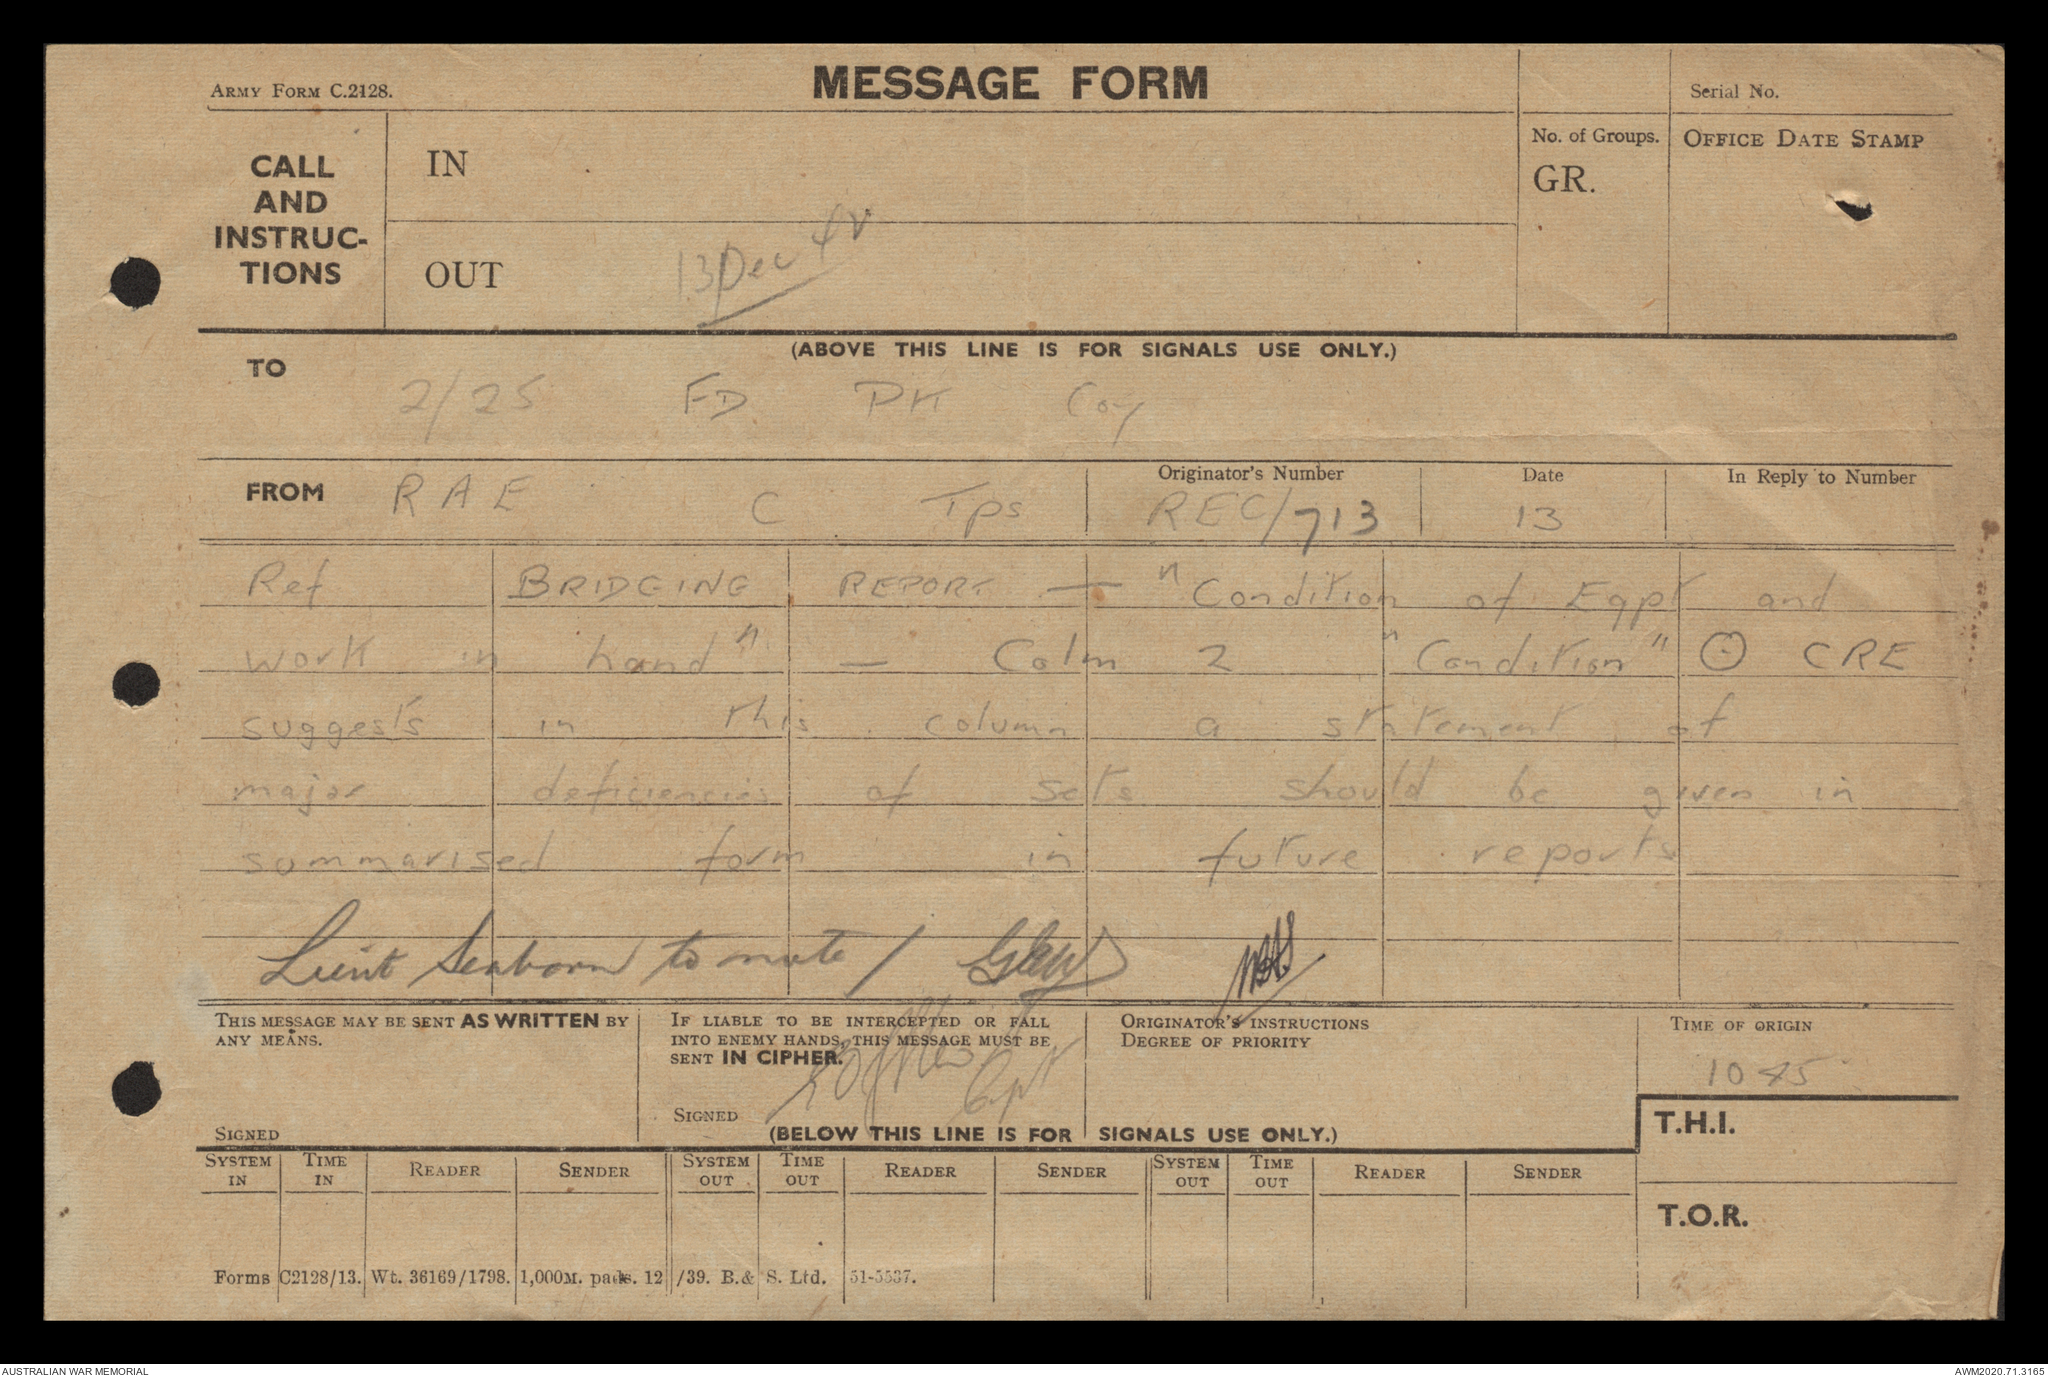 ARMY FORM C.2128.
MESSAGE FORM
Serial No.
CALL
AND
INSTRUC-
TIONS
IN
No. of Groups.
GR.
OFFICE DATE STAMP
OUT
13 Dec
(ABOVE THIS LINE IS FOR SIGNALS USE ONLY.)
TO
2/25 FD PK Coy
FROM RAE C Tps
Originator's Number
REC/713
Date
13
In Reply to Number
Ref BRIDGING REPORT — "Condition of Eqpt and
work in hand" — Colm 2 "Condition" ⊙ CRE
suggests in this column a statement of
major deficiencies of sets should be given in
summarised form in future reports
Lieut Seaborn to note /
THIS MESSAGE MAY BE SENT AS WRITTEN BY
ANY MEANS.
SIGNED
IF LIABLE TO BE INTERCEPTED OR FALL
INTO ENEMY HANDS, THIS MESSAGE MUST BE
SENT IN CIPHER.
SIGNED
Capt
ORIGINATOR'S INSTRUCTIONS
DEGREE OF PRIORITY
TIME OF ORIGIN
1045
(BELOW THIS LINE IS FOR SIGNALS USE ONLY.)
T.H.I.
SYSTEM IN TIME IN READER SENDER SYSTEM OUT TIME OUT READER SENDER SYSTEM OUT TIME OUT READER SENDER
T.O.R.
Forms C2128/13. Wt. 36169/1798. 1,000M. pads. 12/39. B.& S. Ltd. 51-5537.
AUSTRALIAN WAR MEMORIAL
AWM2020.71.3165